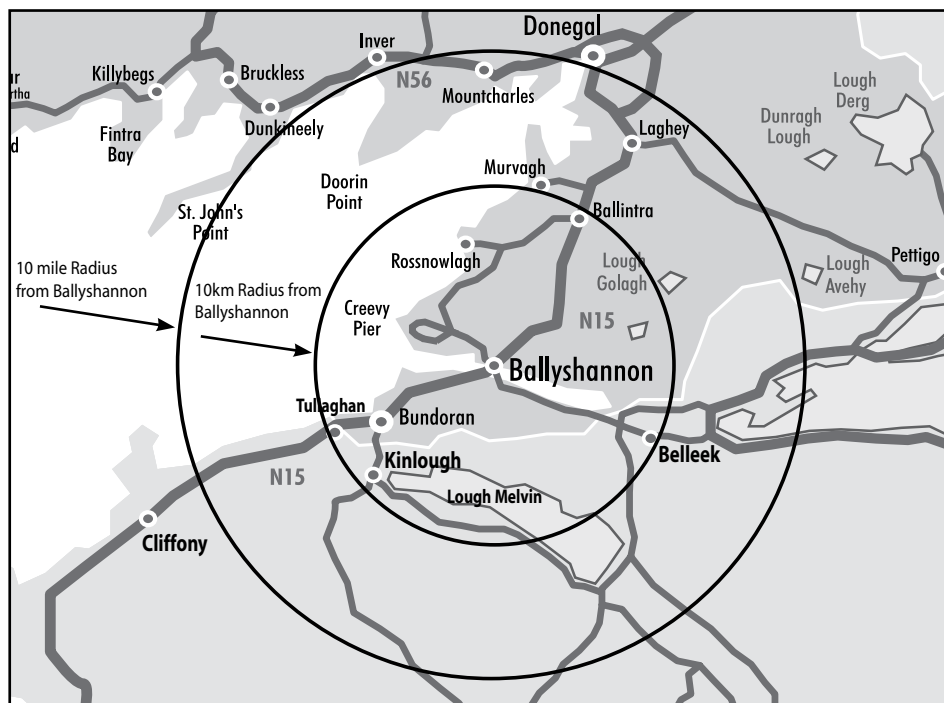 Donegal
Inver
N56
Killybegs
Bruckless
Mountcharles
Lough
Derg
ar
rtha
Dunkineely
Dunragh
Lough
Laghey
Fintra
Bay
d
Murvagh
Doorin
Point
St. John's
Point
Ballintra
Rossnowlagh
Pettigo
Lough
Golagh
Lough
Avehy
10 mile Radius
from Ballyshannon
10km Radius from
Ballyshannon
Creevy
Pier
N15
Ballyshannon
Tullaghan
Bundoran
Belleek
Kinlough
N15
Lough Melvin
Cliffony